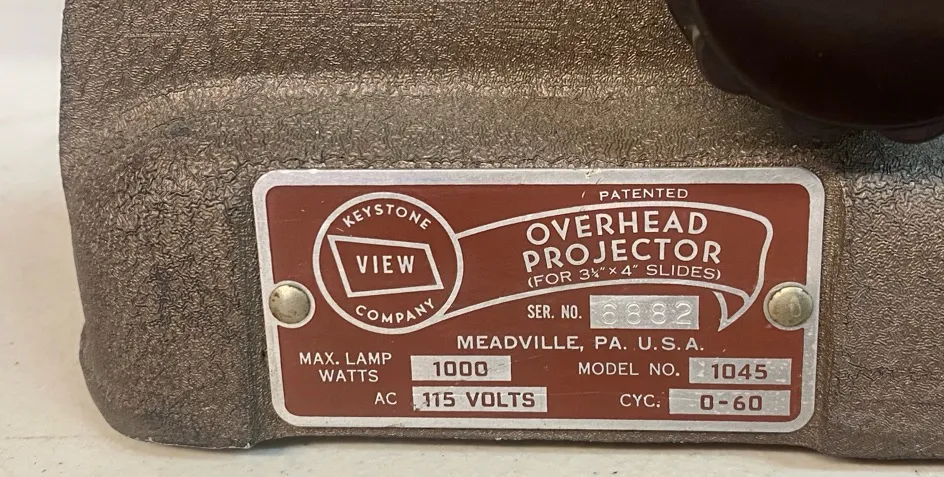 KEYSTONE
VIEW
COMPANY
PATENTED
OVERHEAD
PROJECTOR
(FOR 3¼" × 4" SLIDES)
SER. NO. 6882
MEADVILLE, PA. U.S.A.
MAX. LAMP
WATTS 1000
MODEL NO. 1045
AC 115 VOLTS
CYC. 0-60